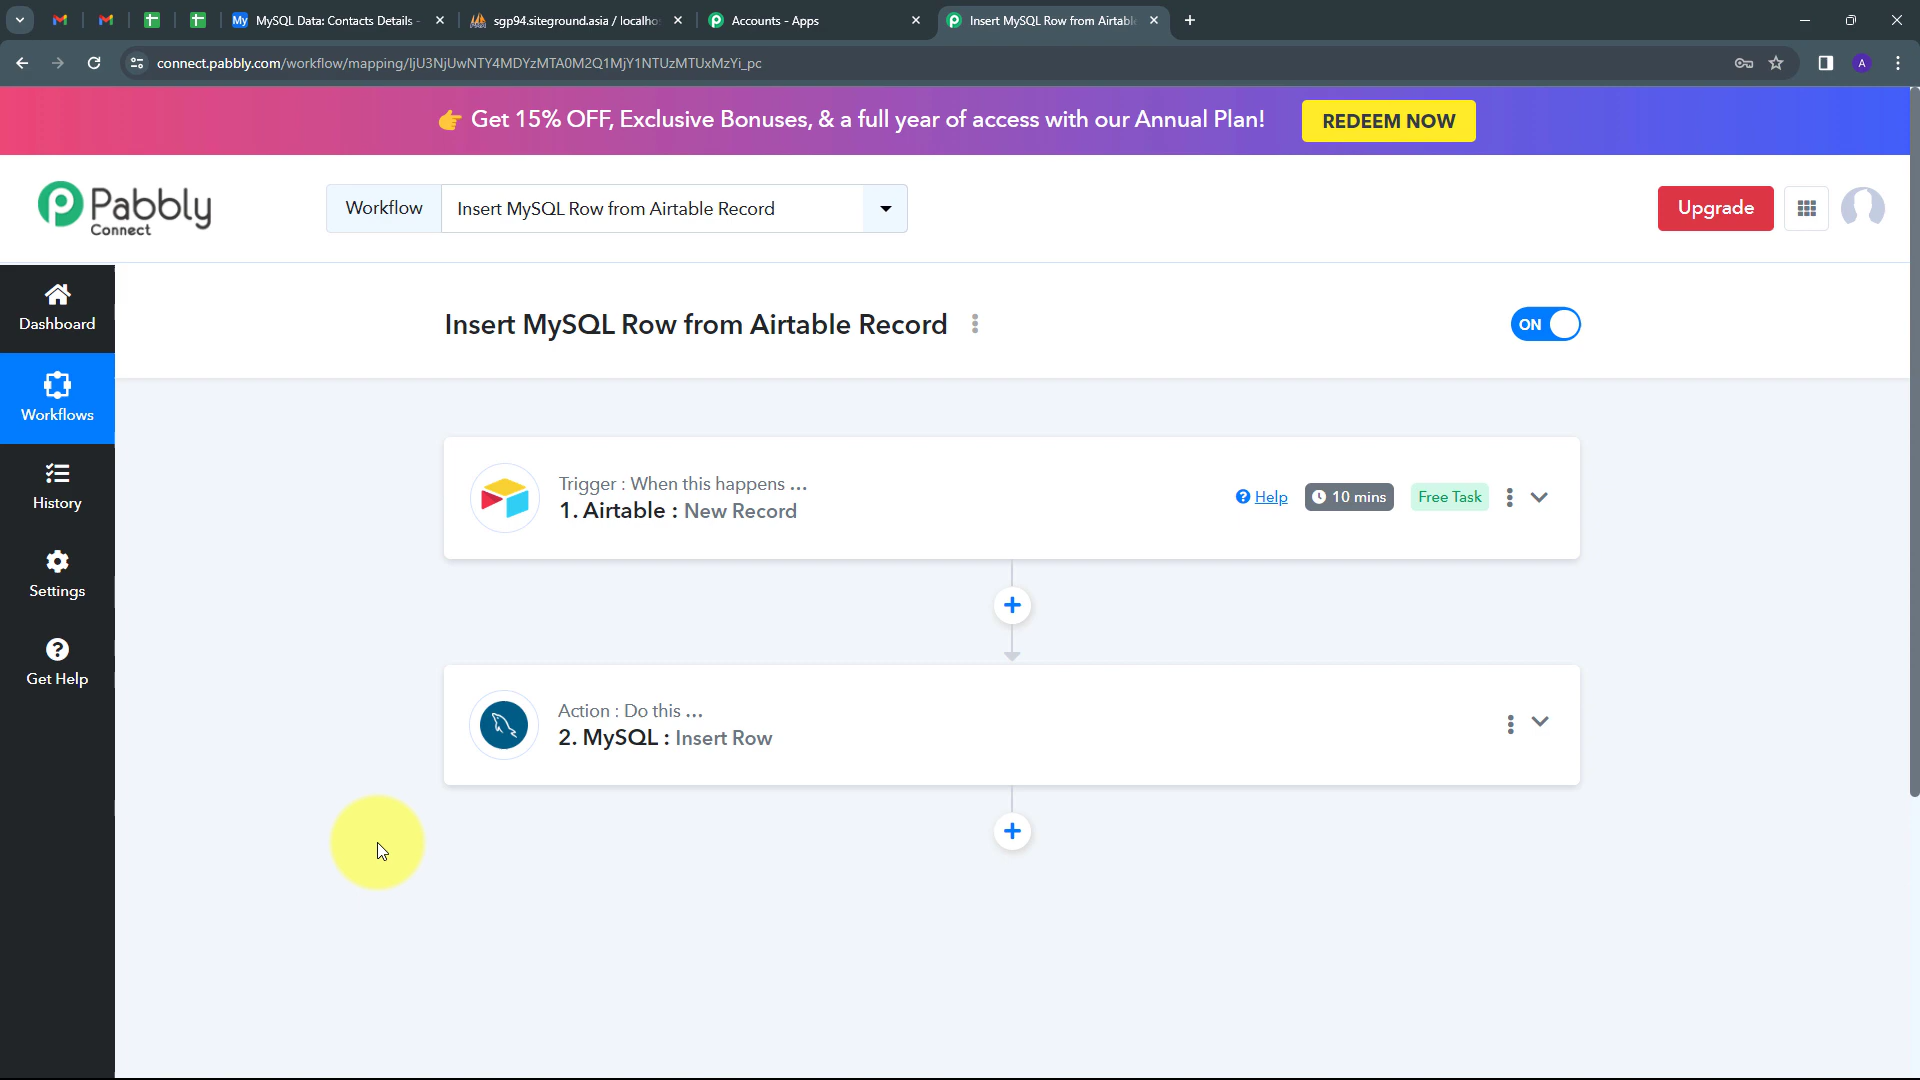 MySQL Data: Contacts Details -
sgp94.siteground.asia / localho
Accounts - Apps
Insert MySQL Row from Airtabl
connect.pabbly.com/workflow/mapping/IjU3NjUwNTY4MDYzMTA0M2Q1MjY1NTUzMTUxMzYi_pc
A
👉 Get 15% OFF, Exclusive Bonuses, & a full year of access with our Annual Plan!
REDEEM NOW
Pabbly
Connect
Workflow
Insert MySQL Row from Airtable Record
Upgrade
Dashboard
Workflows
History
Settings
Get Help
Insert MySQL Row from Airtable Record
ON
Trigger : When this happens ...
1. Airtable : New Record
Help
10 mins
Free Task
Action : Do this ...
2. MySQL : Insert Row